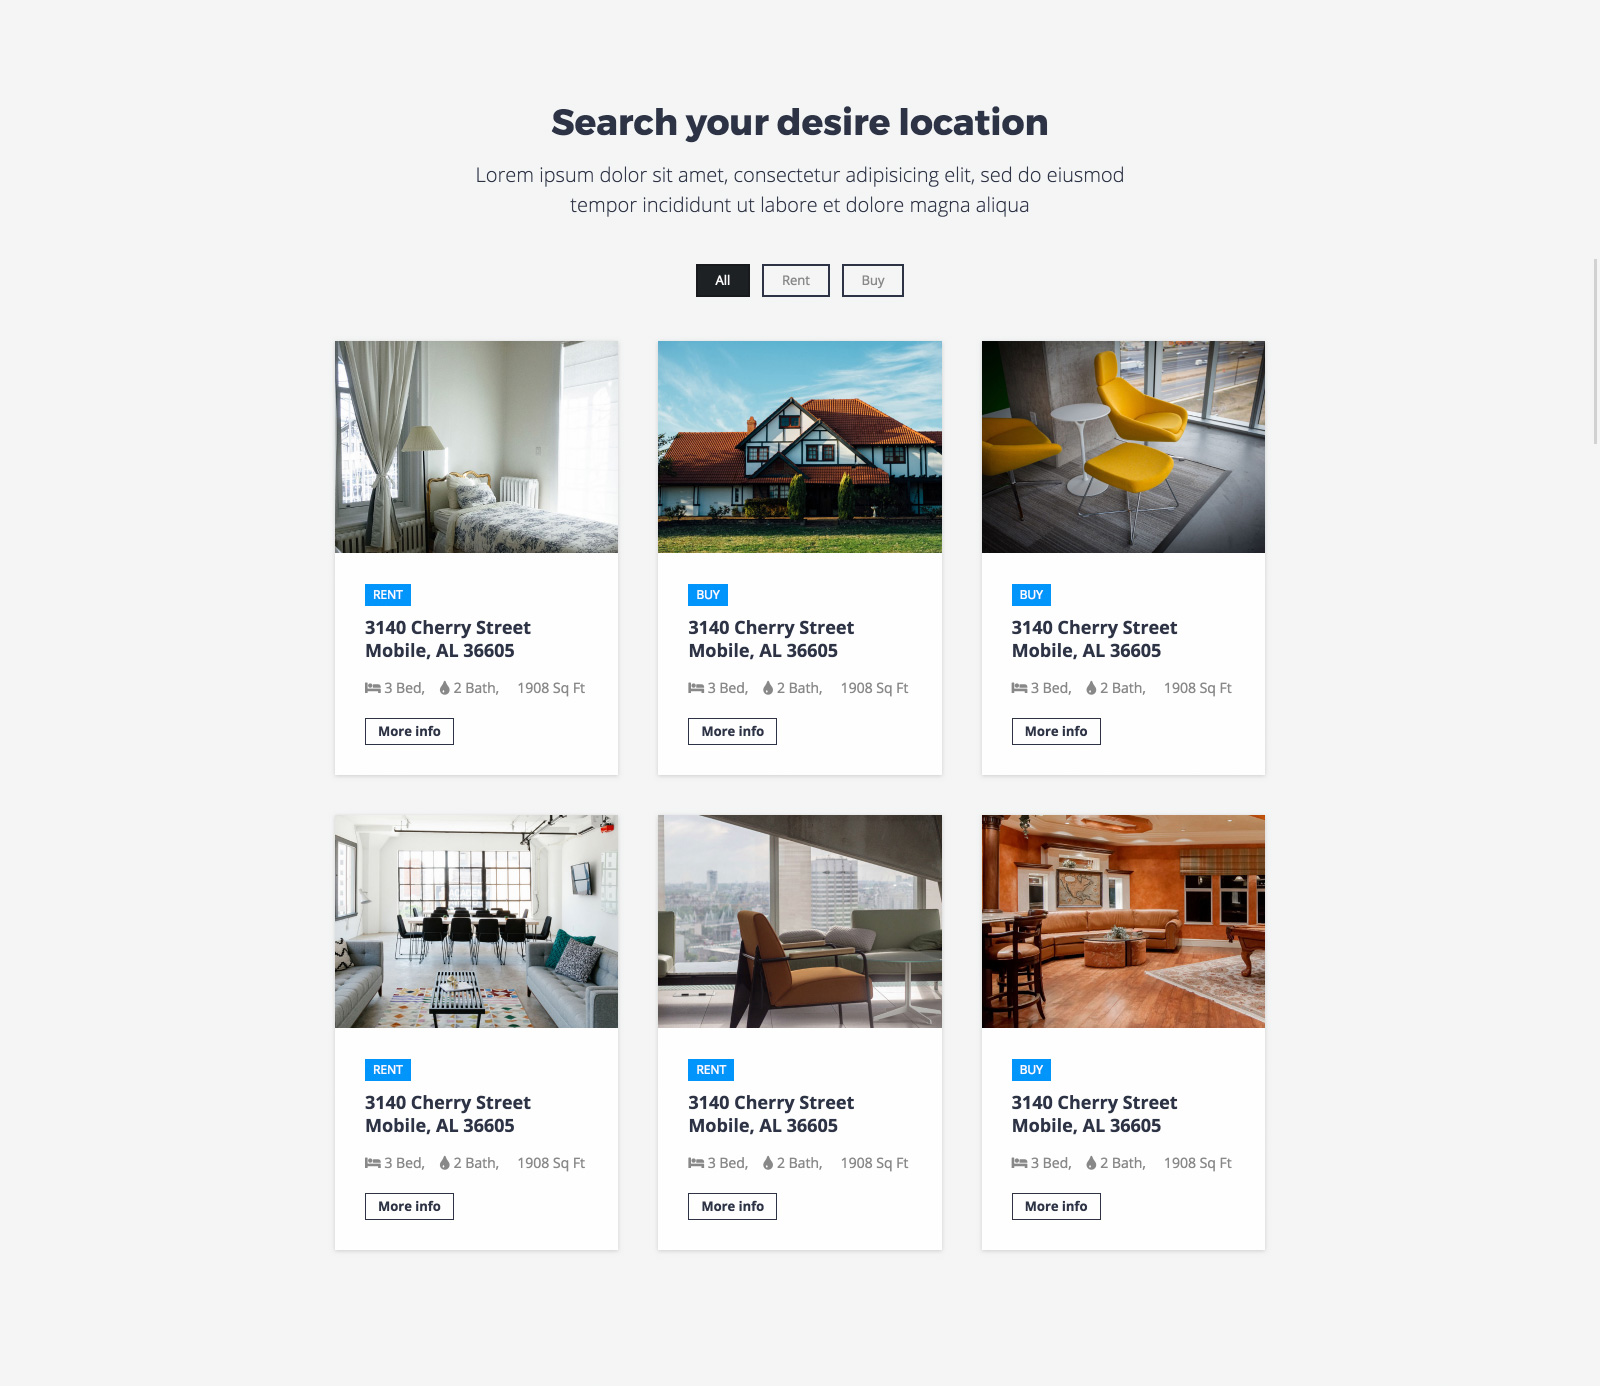 Search your desire location
Lorem ipsum dolor sit amet, consectetur adipisicing elit, sed do eiusmod
tempor incididunt ut labore et dolore magna aliqua
All
Rent
Buy
RENT
3140 Cherry Street
Mobile, AL 36605
3 Bed, 2 Bath, 1908 Sq Ft
More info
BUY
3140 Cherry Street
Mobile, AL 36605
3 Bed, 2 Bath, 1908 Sq Ft
More info
BUY
3140 Cherry Street
Mobile, AL 36605
3 Bed, 2 Bath, 1908 Sq Ft
More info
RENT
3140 Cherry Street
Mobile, AL 36605
3 Bed, 2 Bath, 1908 Sq Ft
More info
RENT
3140 Cherry Street
Mobile, AL 36605
3 Bed, 2 Bath, 1908 Sq Ft
More info
BUY
3140 Cherry Street
Mobile, AL 36605
3 Bed, 2 Bath, 1908 Sq Ft
More info